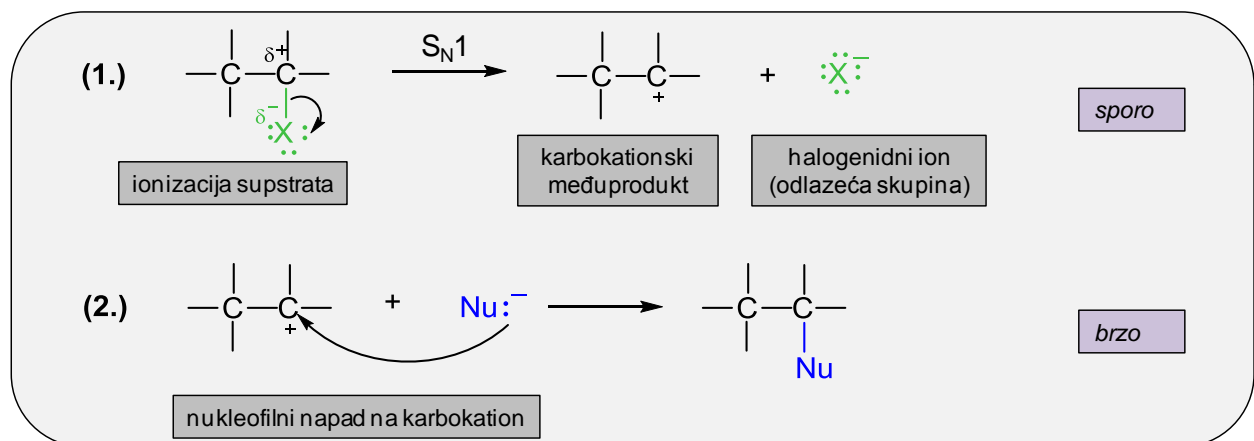 (1.)
δ+
C C
δ−
:X:
SN1
C C
+
+
:X:−
sporo
ionizacija supstrata
karbokationski
međuprodukt
halogenidni ion
(odlazeća skupina)
(2.)
C C
+
+
Nu:−
C C
Nu
brzo
nukleofilni napad na karbokation